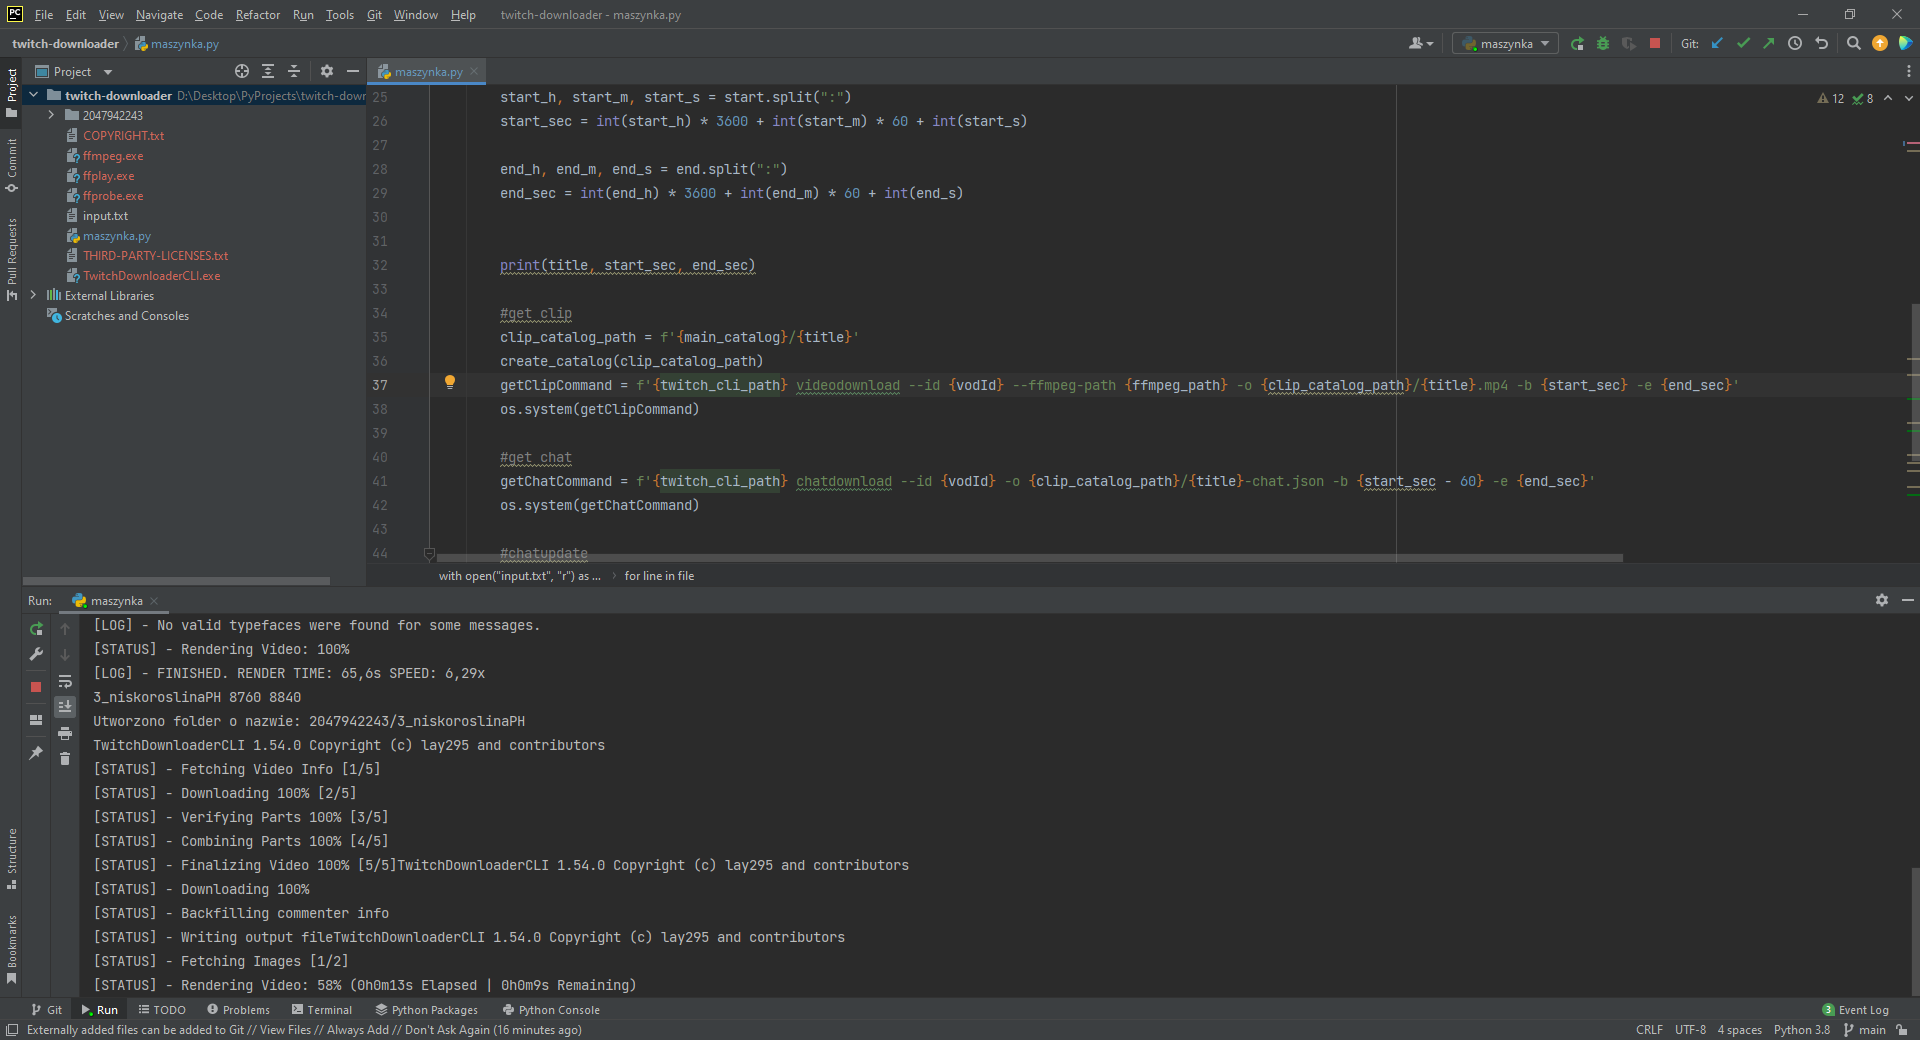 PC File Edit View Navigate Code Refactor Run Tools Git Window Help twitch-downloader - maszynka.py
twitch-downloader maszynka.py maszynka Git:
Project maszynka.py
twitch-downloader D:\Desktop\PyProjects\twitch-down
2047942243
COPYRIGHT.txt
ffmpeg.exe
ffplay.exe
ffprobe.exe
input.txt
maszynka.py
THIRD-PARTY-LICENSES.txt
TwitchDownloaderCLI.exe
External Libraries
Scratches and Consoles
Project
Commit
Pull Requests
Structure
Bookmarks
12 8
25 start_h, start_m, start_s = start.split(":")
26 start_sec = int(start_h) * 3600 + int(start_m) * 60 + int(start_s)
27
28 end_h, end_m, end_s = end.split(":")
29 end_sec = int(end_h) * 3600 + int(end_m) * 60 + int(end_s)
30
31
32 print(title, start_sec, end_sec)
33
34 #get clip
35 clip_catalog_path = f'{main_catalog}/{title}'
36 create_catalog(clip_catalog_path)
37 getClipCommand = f'{twitch_cli_path} videodownload --id {vodId} --ffmpeg-path {ffmpeg_path} -o {clip_catalog_path}/{title}.mp4 -b {start_sec} -e {end_sec}'
38 os.system(getClipCommand)
39
40 #get chat
41 getChatCommand = f'{twitch_cli_path} chatdownload --id {vodId} -o {clip_catalog_path}/{title}-chat.json -b {start_sec - 60} -e {end_sec}'
42 os.system(getChatCommand)
43
44 #chatupdate
with open("input.txt", "r") as ... for line in file
Run: maszynka
[LOG] - No valid typefaces were found for some messages.
[STATUS] - Rendering Video: 100%
[LOG] - FINISHED. RENDER TIME: 65,6s SPEED: 6,29x
3_niskoroslinaPH 8760 8840
Utworzono folder o nazwie: 2047942243/3_niskoroslinaPH
TwitchDownloaderCLI 1.54.0 Copyright (c) lay295 and contributors
[STATUS] - Fetching Video Info [1/5]
[STATUS] - Downloading 100% [2/5]
[STATUS] - Verifying Parts 100% [3/5]
[STATUS] - Combining Parts 100% [4/5]
[STATUS] - Finalizing Video 100% [5/5]TwitchDownloaderCLI 1.54.0 Copyright (c) lay295 and contributors
[STATUS] - Downloading 100%
[STATUS] - Backfilling commenter info
[STATUS] - Writing output fileTwitchDownloaderCLI 1.54.0 Copyright (c) lay295 and contributors
[STATUS] - Fetching Images [1/2]
[STATUS] - Rendering Video: 58% (0h0m13s Elapsed | 0h0m9s Remaining)
Git Run TODO Problems Terminal Python Packages Python Console 3 Event Log
Externally added files can be added to Git // View Files // Always Add // Don't Ask Again (16 minutes ago) CRLF UTF-8 4 spaces Python 3.8 main